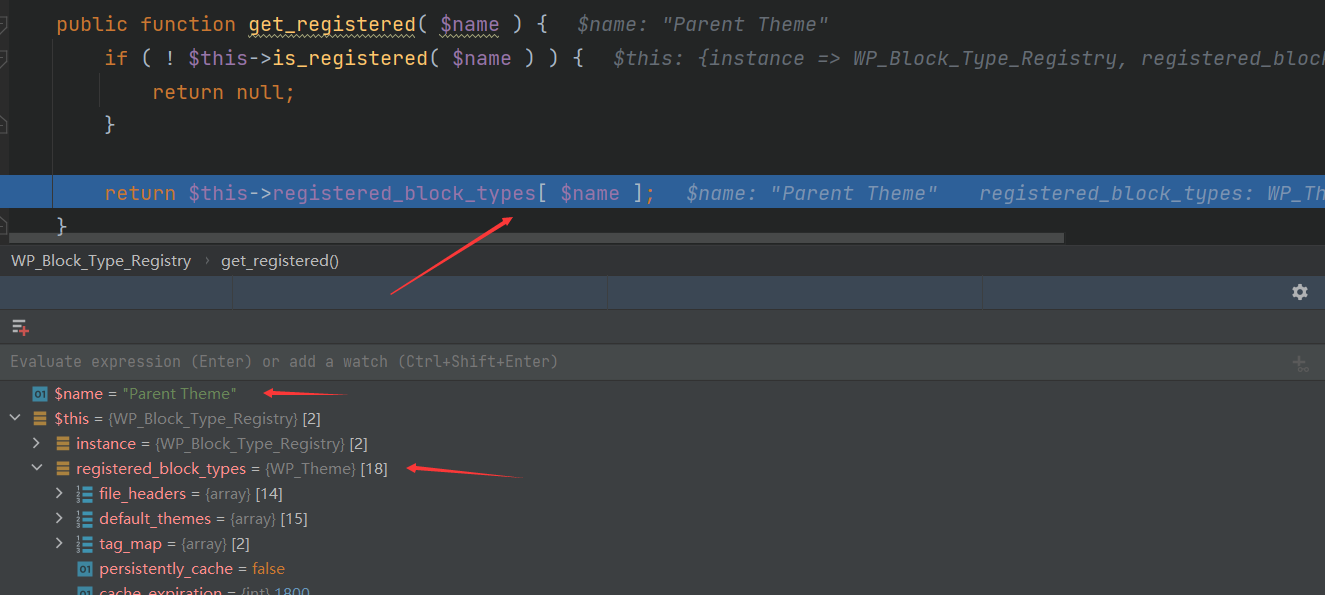 public function get_registered( $name ) {   $name: "Parent Theme"
if ( ! $this->is_registered( $name ) ) {   $this: {instance => WP_Block_Type_Registry, registered_block
return null;
}
return $this->registered_block_types[ $name ];   $name: "Parent Theme"   registered_block_types: WP_Th
}
WP_Block_Type_Registry › get_registered()
Evaluate expression (Enter) or add a watch (Ctrl+Shift+Enter)
$name = "Parent Theme"
$this = {WP_Block_Type_Registry} [2]
instance = {WP_Block_Type_Registry} [2]
registered_block_types = {WP_Theme} [18]
file_headers = {array} [14]
default_themes = {array} [15]
tag_map = {array} [2]
persistently_cache = false
cache_expiration = {int} 1800